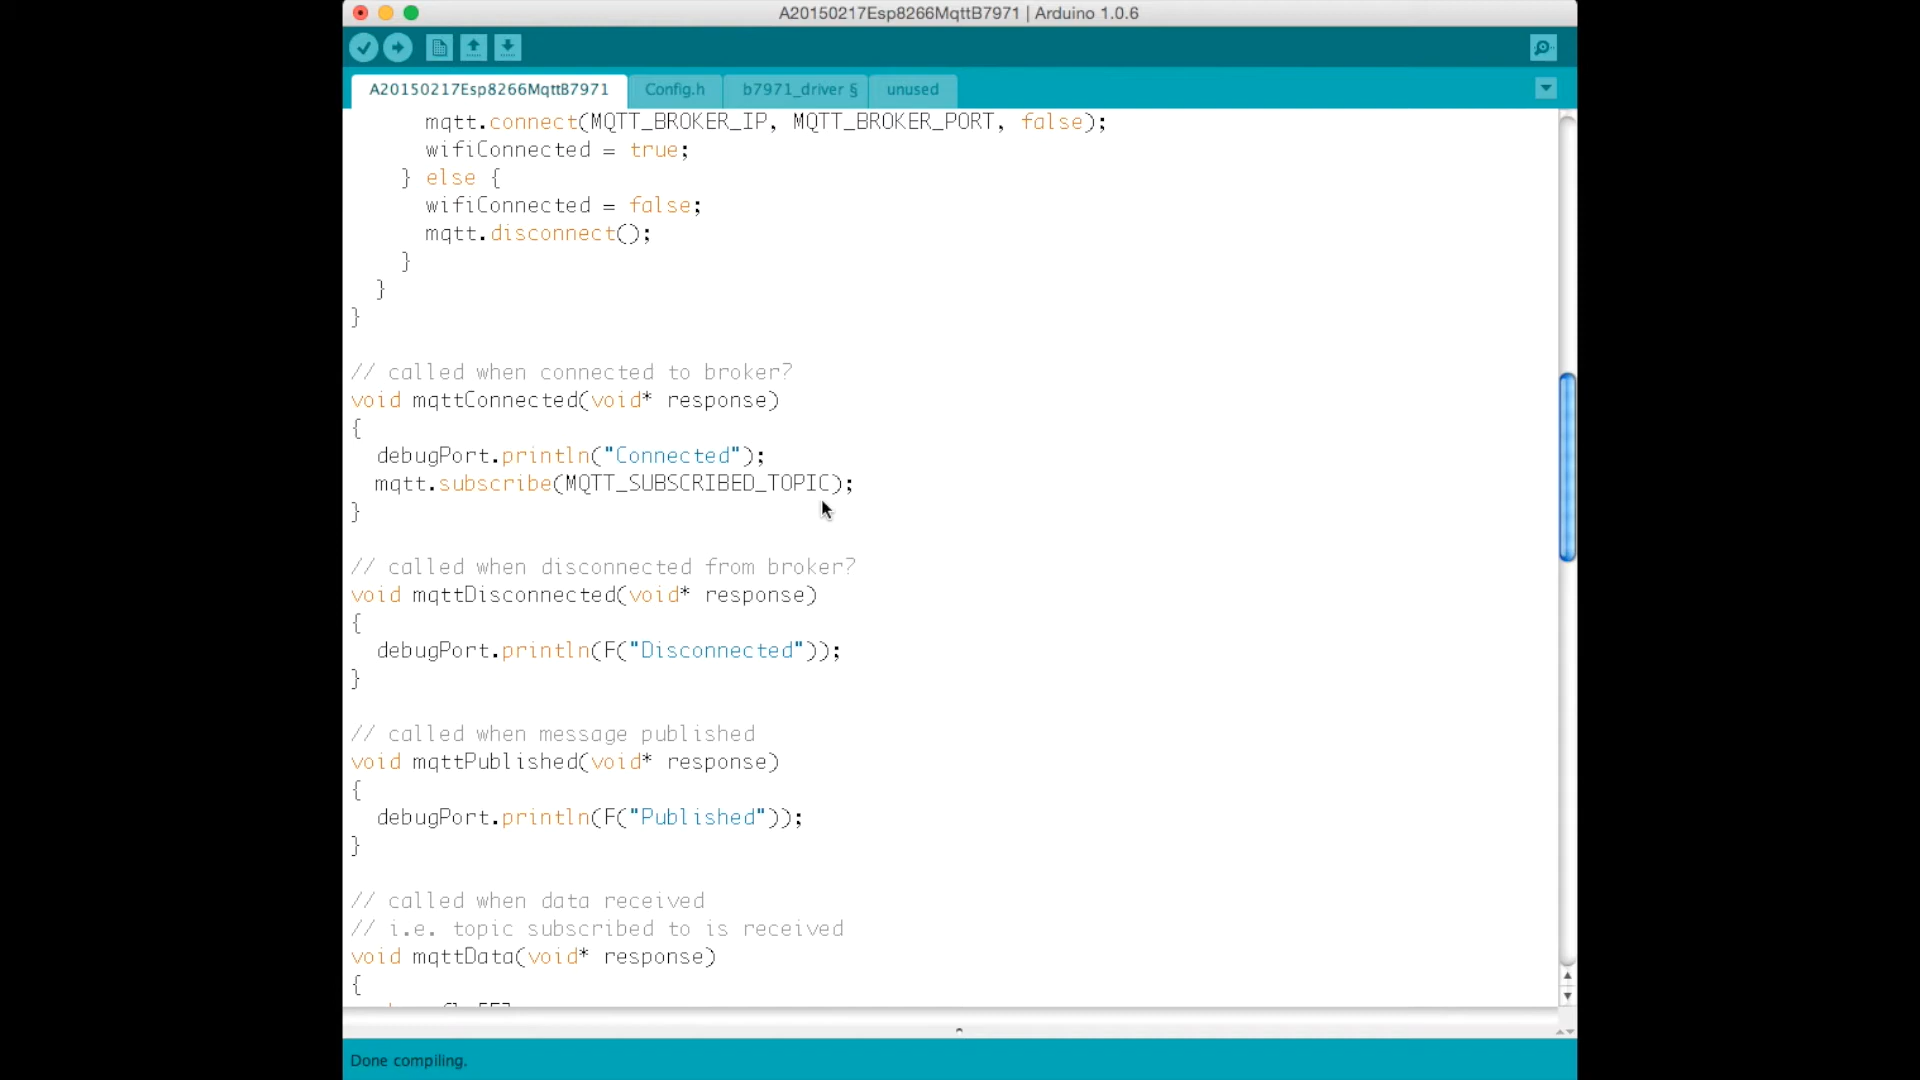 A20150217Esp8266MqttB7971 | Arduino 1.0.6
A20150217Esp8266MqttB7971 Config.h b7971_driver § unused
mqtt.connect(MQTT_BROKER_IP, MQTT_BROKER_PORT, false);
wifiConnected = true;
} else {
wifiConnected = false;
mqtt.disconnect();
}
}
}
// called when connected to broker?
void mqttConnected(void* response)
{
debugPort.println("Connected");
mqtt.subscribe(MQTT_SUBSCRIBED_TOPIC);
}
// called when disconnected from broker?
void mqttDisconnected(void* response)
{
debugPort.println(F("Disconnected"));
}
// called when message published
void mqttPublished(void* response)
{
debugPort.println(F("Published"));
}
// called when data received
// i.e. topic subscribed to is received
void mqttData(void* response)
{
Done compiling.